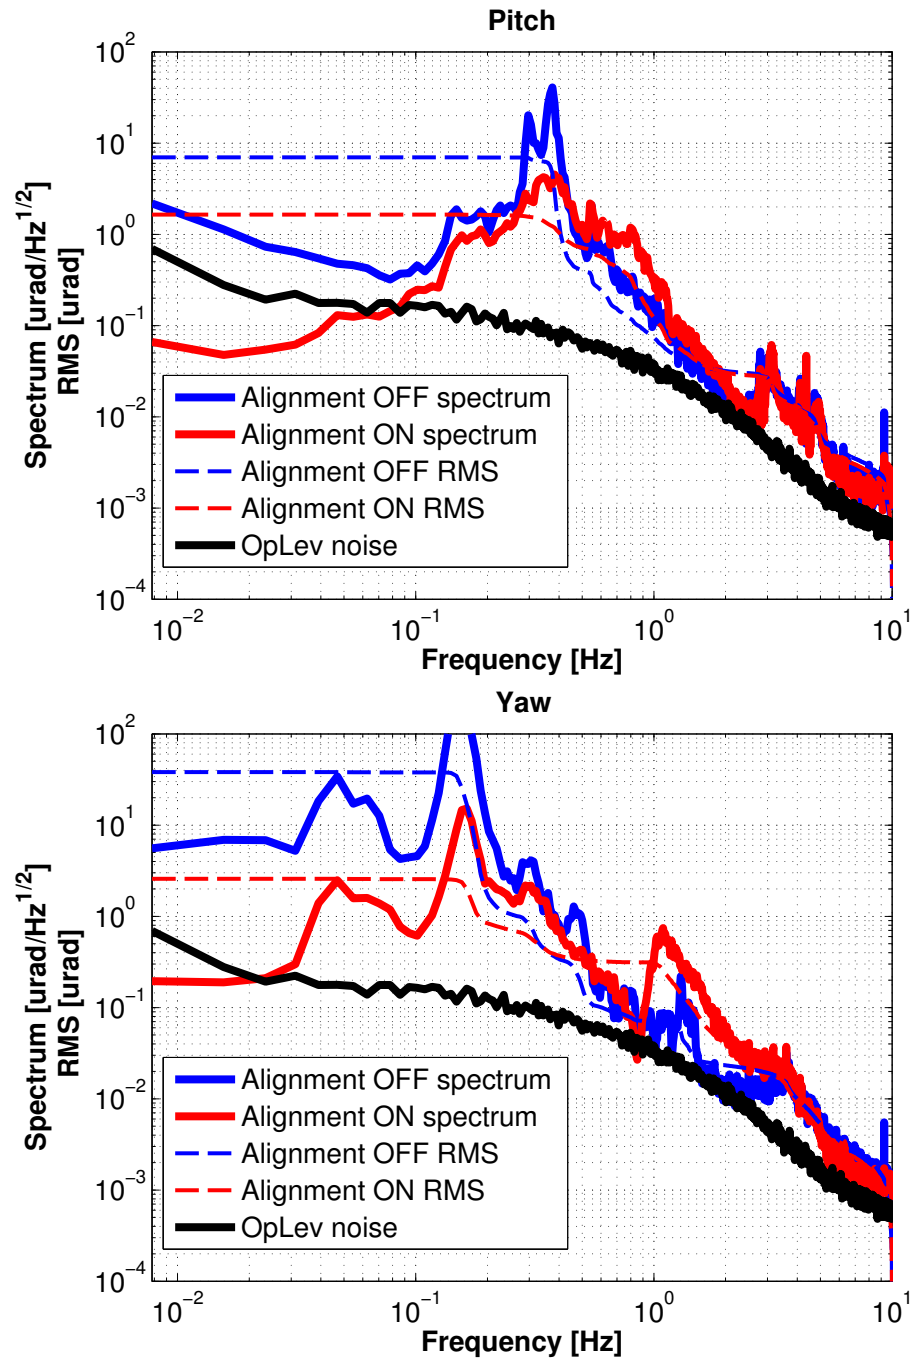 Pitch
10^2
10^1
10^0
10^-1
10^-2
10^-3
10^-4
Spectrum [urad/Hz^1/2]
RMS [urad]
Alignment OFF spectrum
Alignment ON spectrum
Alignment OFF RMS
Alignment ON RMS
OpLev noise
10^-2 10^-1 10^0 10^1
Frequency [Hz]
Yaw
10^2
10^1
10^0
10^-1
10^-2
10^-3
10^-4
Spectrum [urad/Hz^1/2]
RMS [urad]
Alignment OFF spectrum
Alignment ON spectrum
Alignment OFF RMS
Alignment ON RMS
OpLev noise
10^-2 10^-1 10^0 10^1
Frequency [Hz]